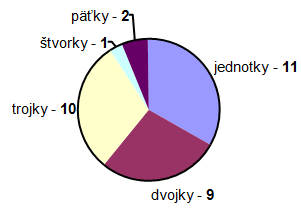 päťky - 2
štvorky - 1
jednotky - 11
trojky - 10
dvojky - 9